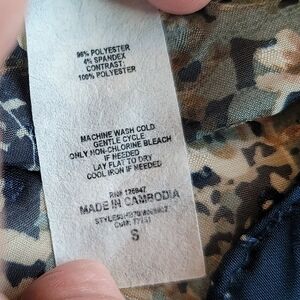 96% POLYESTER
4% SPANDEX
CONTRAST:
100% POLYESTER
MACHINE WASH COLD
GENTLE CYCLE
ONLY NON-CHLORINE BLEACH
IF NEEDED
LAY FLAT TO DRY
COOL IRON IF NEEDED
RN# 125947
MADE IN CAMBODIA
S